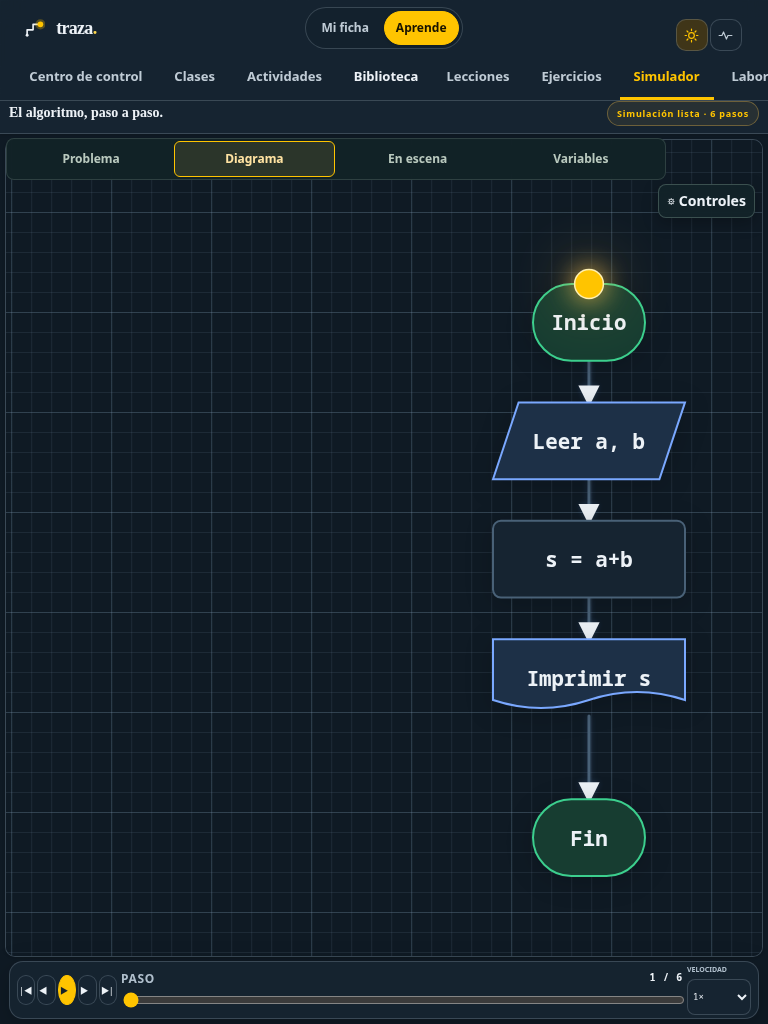 traza.
Mi ficha
Aprende
Centro de control
Clases
Actividades
Biblioteca
Lecciones
Ejercicios
Simulador
Labor
El algoritmo, paso a paso.
Simulación lista · 6 pasos
Problema
Diagrama
En escena
Variables
Controles
Inicio
Leer a, b
s = a+b
Imprimir s
Fin
PASO
1 / 6
VELOCIDAD
1×